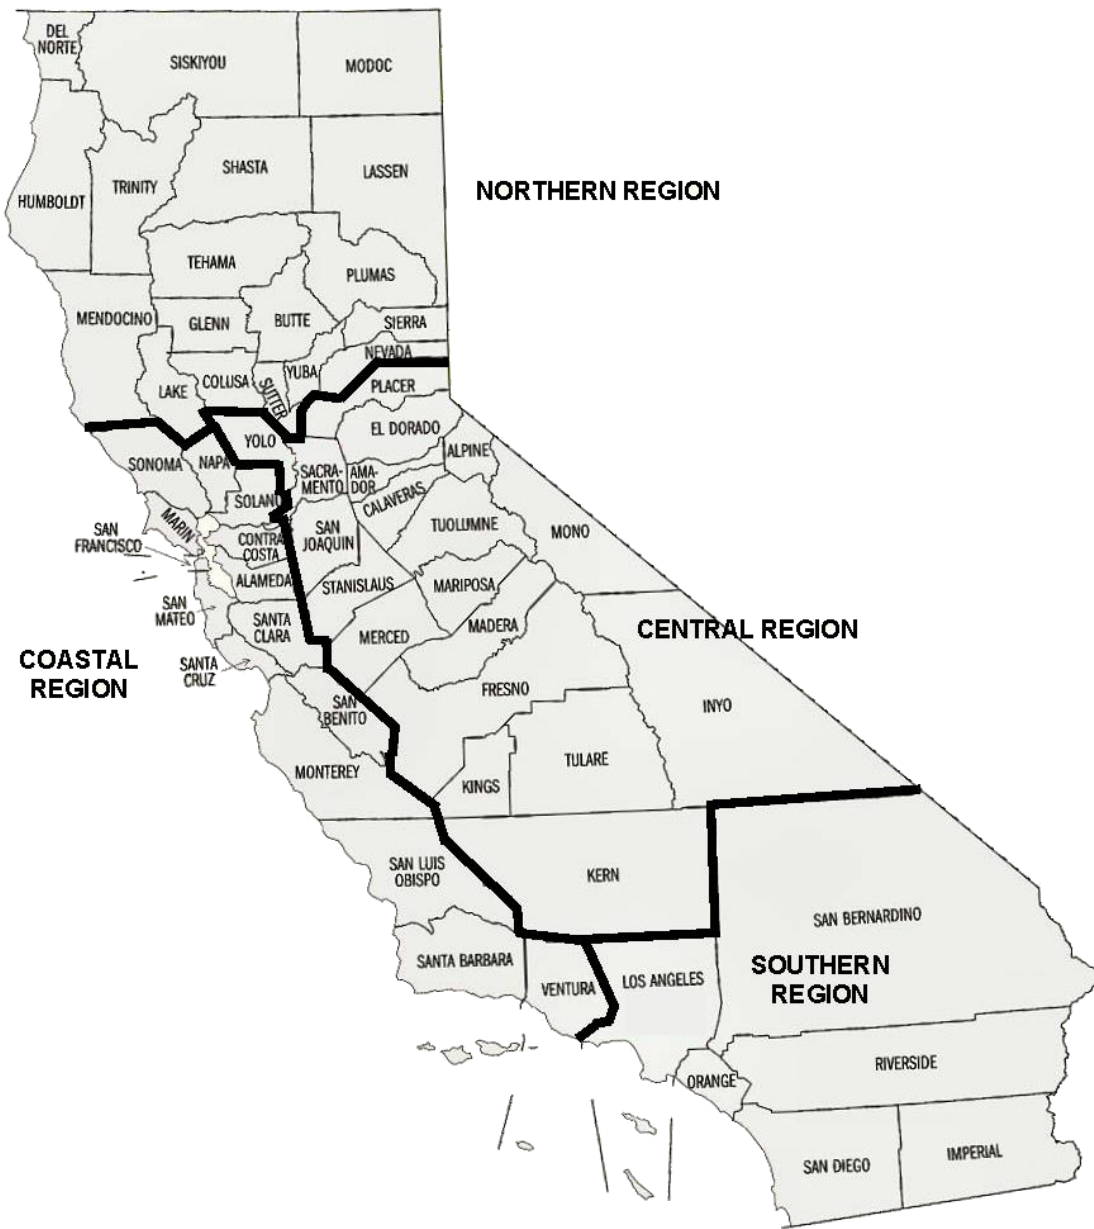 DEL
NORTE
SISKIYOU
MODOC
HUMBOLDT
TRINITY
SHASTA
LASSEN
NORTHERN REGION
TEHAMA
PLUMAS
MENDOCINO
GLENN
BUTTE
SIERRA
NEVADA
YUBA
SUTTER
COLUSA
LAKE
PLACER
EL DORADO
YOLO
ALPINE
SONOMA
NAPA
SACRA-
MENTO
AMA-
DOR
CALAVERAS
SOLANO
MARIN
SAN
FRANCISCO
CONTRA
COSTA
SAN
JOAQUIN
TUOLUMNE
MONO
ALAMEDA
STANISLAUS
MARIPOSA
SAN
MATEO
SANTA
CLARA
MERCED
MADERA
CENTRAL REGION
COASTAL
REGION
SANTA
CRUZ
SAN
BENITO
FRESNO
INYO
MONTEREY
KINGS
TULARE
SAN LUIS
OBISPO
KERN
SAN BERNARDINO
SANTA BARBARA
VENTURA
LOS ANGELES
SOUTHERN
REGION
ORANGE
RIVERSIDE
SAN DIEGO
IMPERIAL